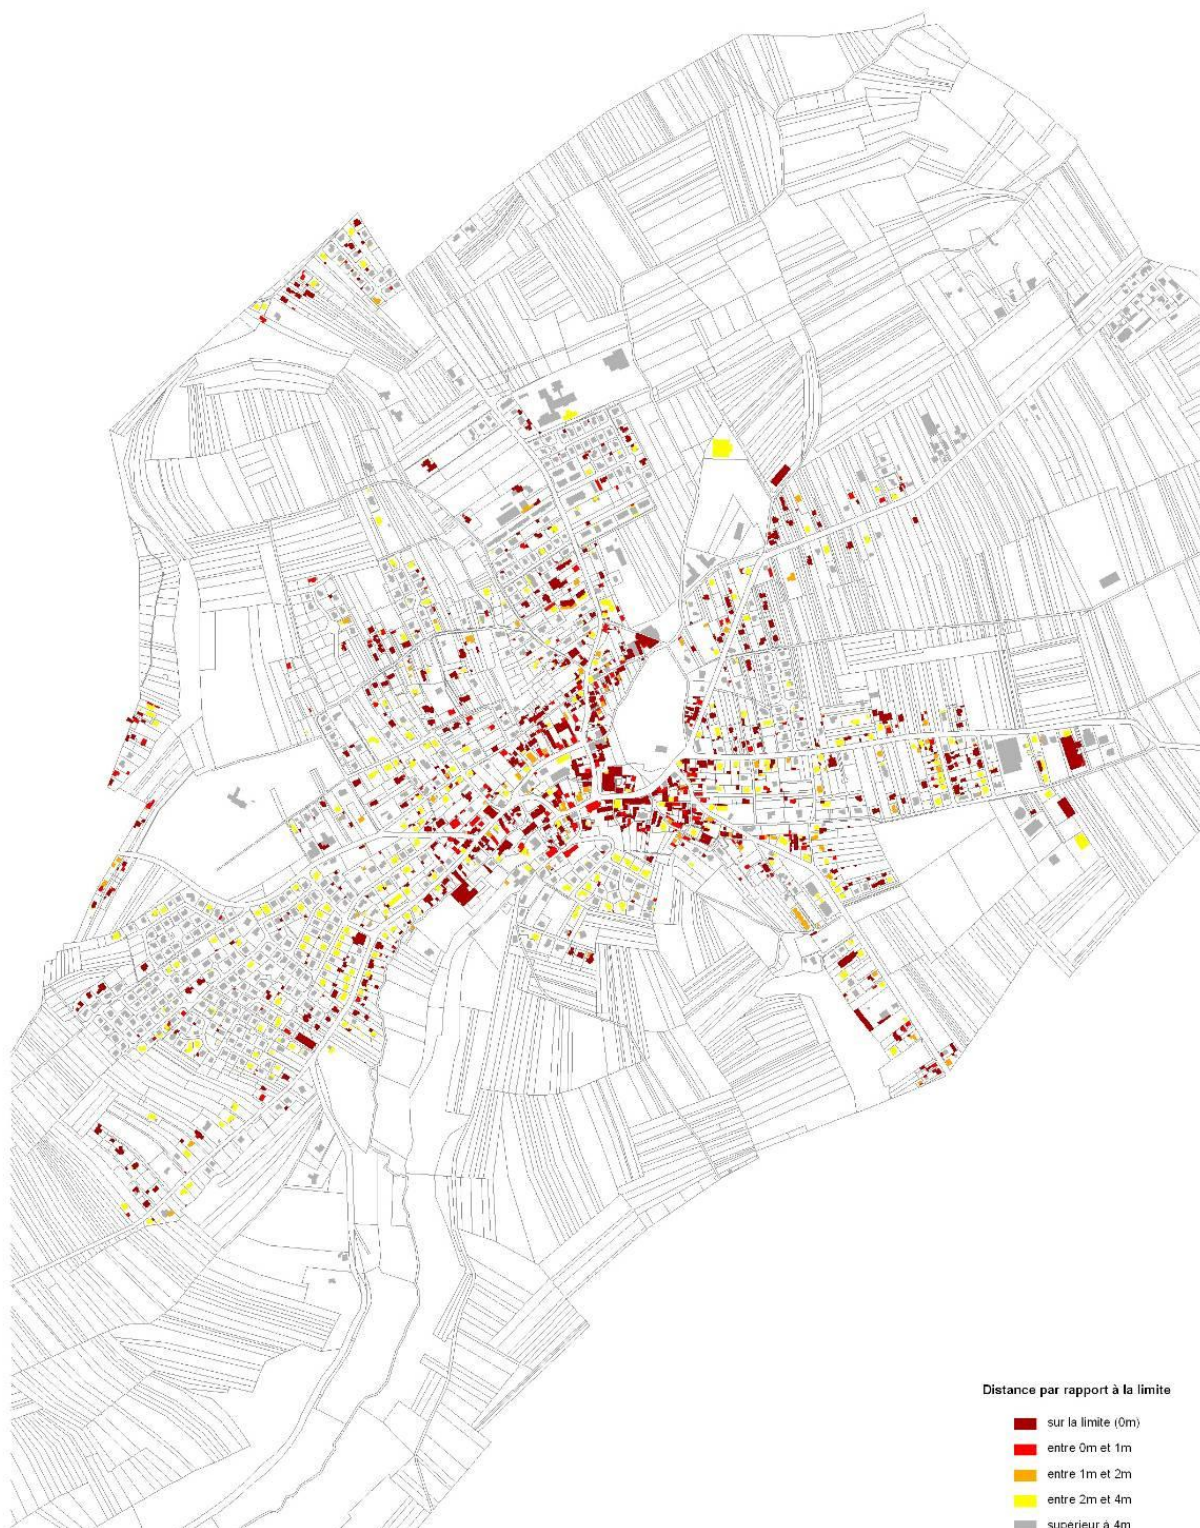 Distance par rapport à la limite
sur la limite (0m)
entre 0m et 1m
entre 1m et 2m
entre 2m et 4m
supérieur à 4m